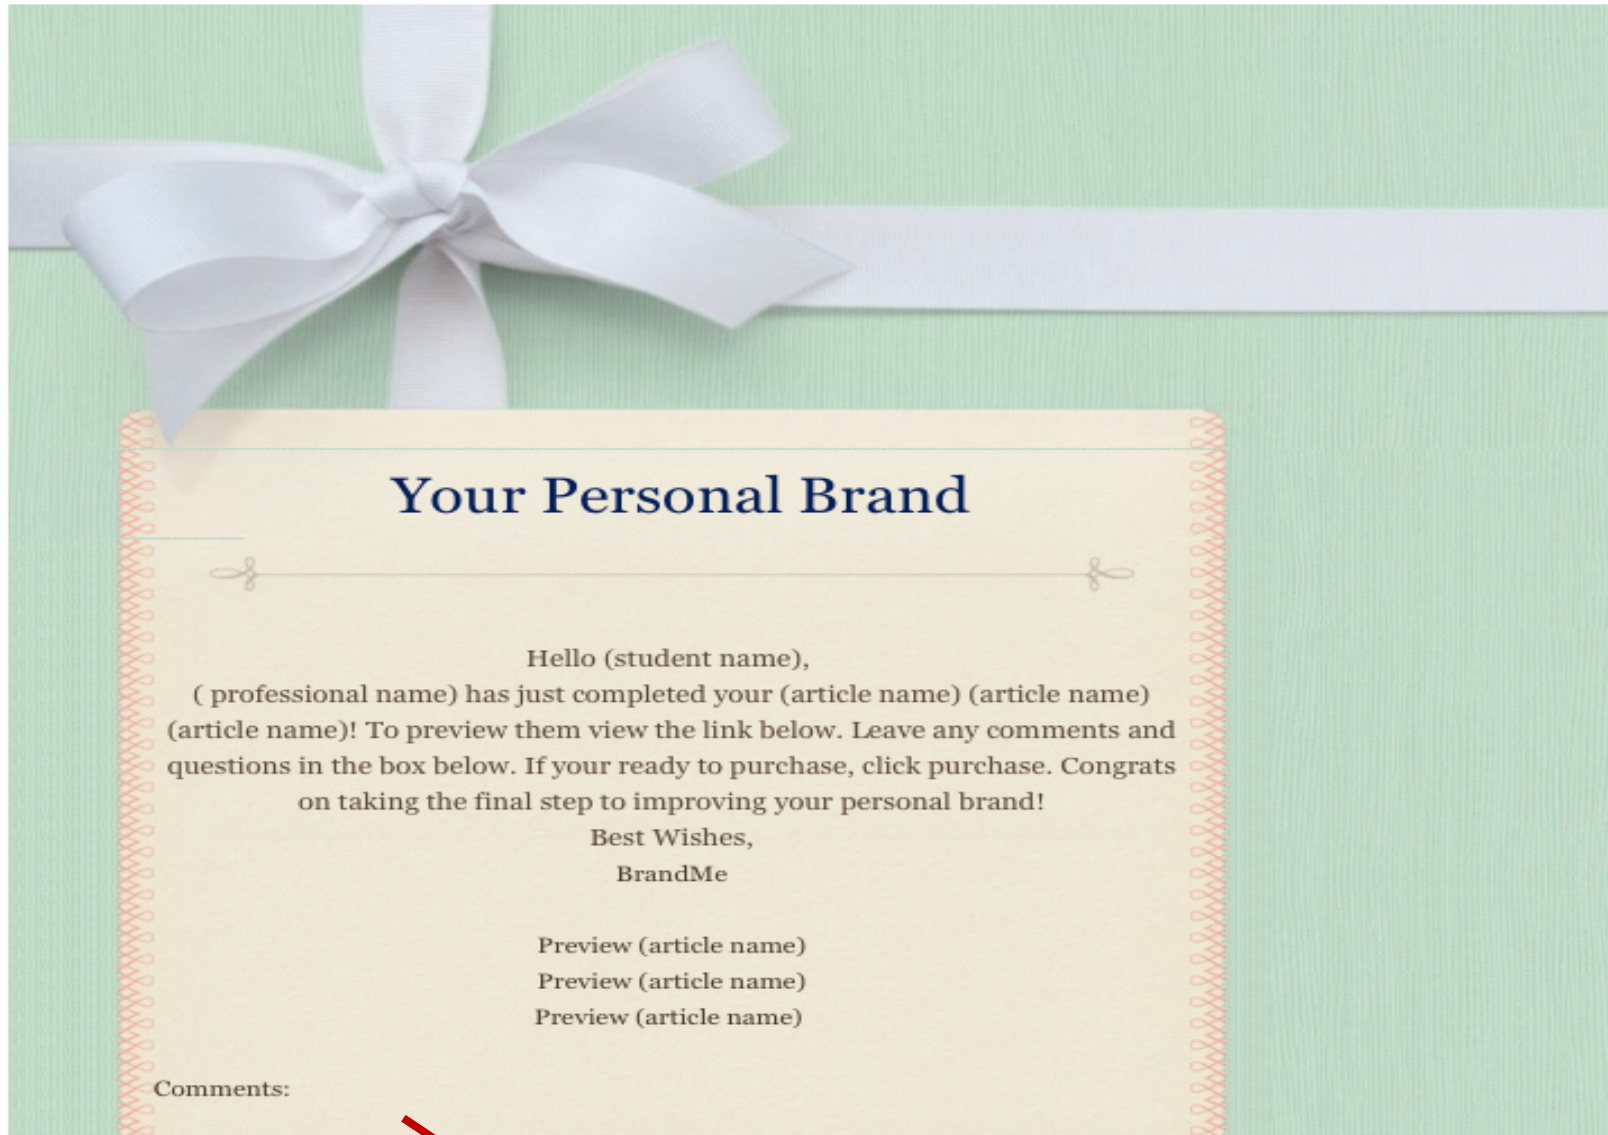 Your Personal Brand
Hello (student name),
( professional name) has just completed your (article name) (article name)
(article name)! To preview them view the link below. Leave any comments and
questions in the box below. If your ready to purchase, click purchase. Congrats
on taking the final step to improving your personal brand!
Best Wishes,
BrandMe
Preview (article name)
Preview (article name)
Preview (article name)
Comments: